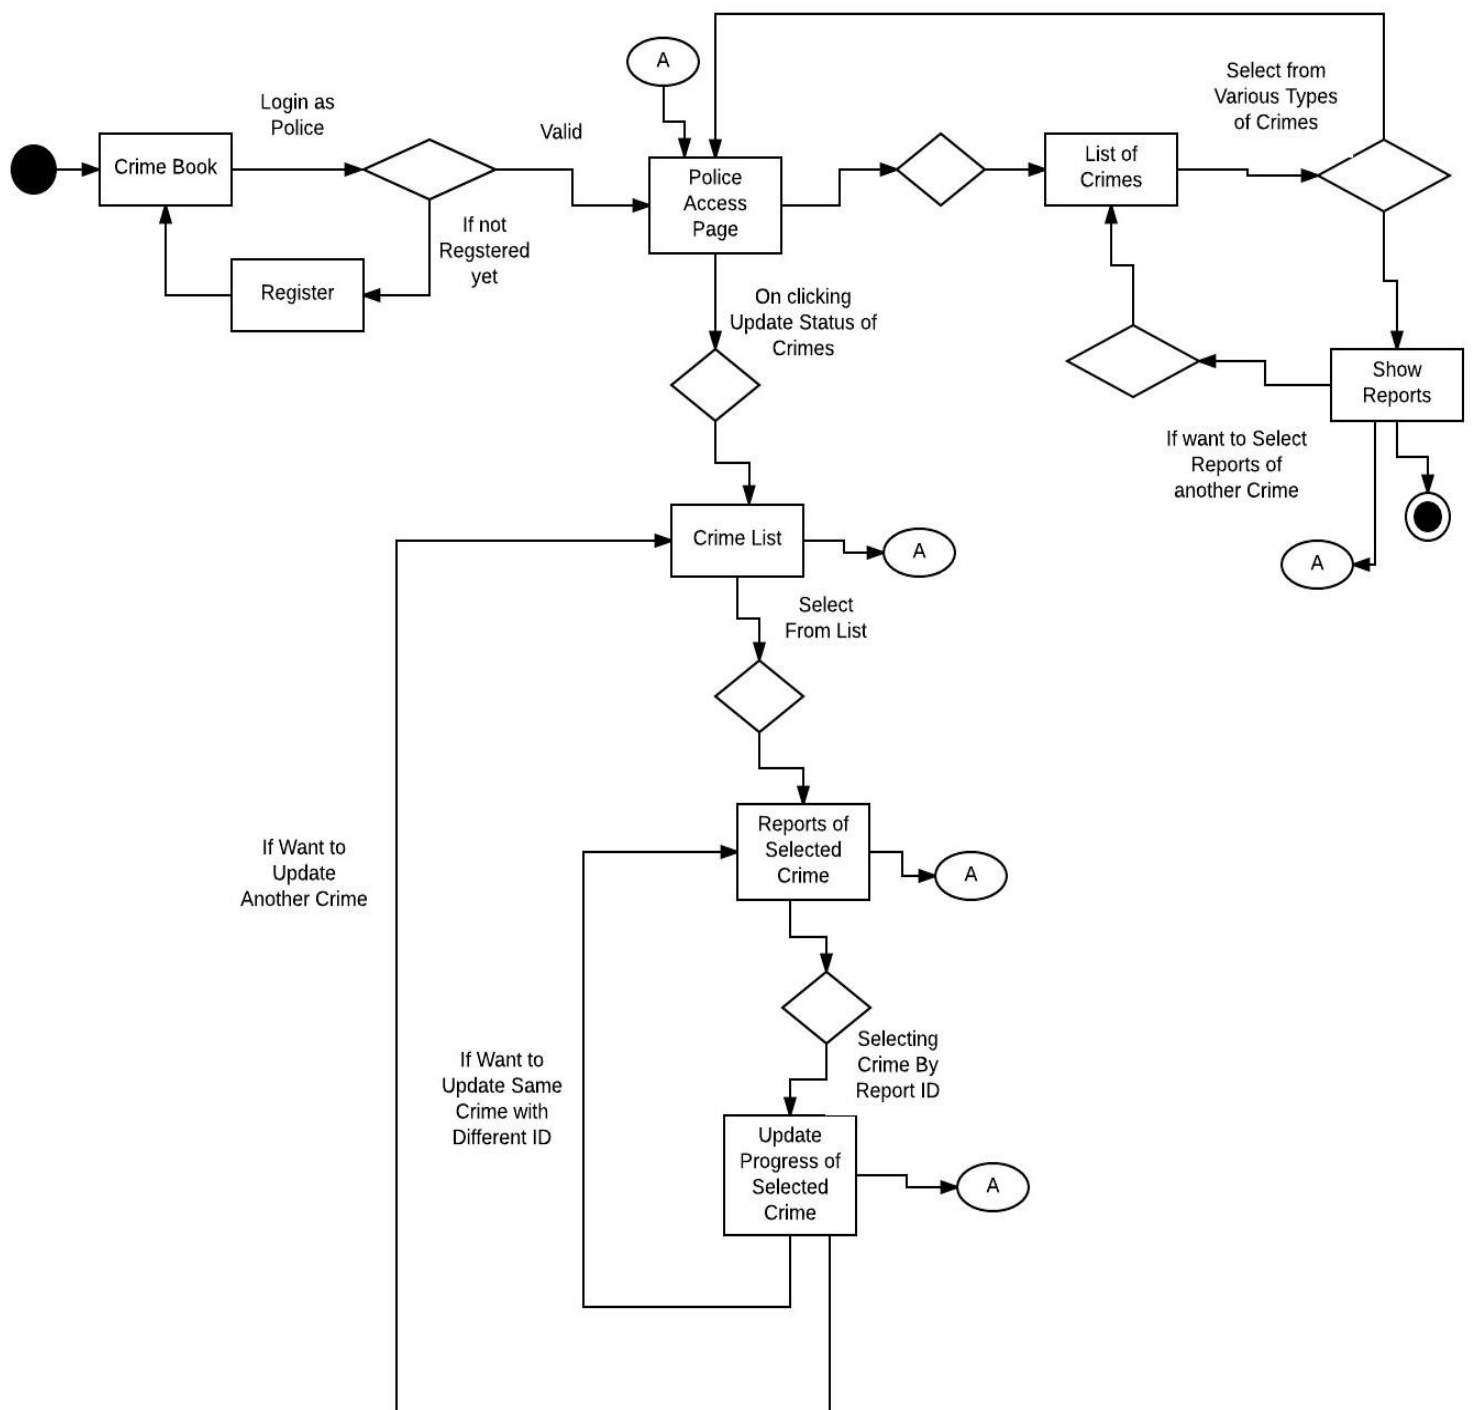 A
Select from
Various Types
of Crimes
Login as
Police
Valid
Crime Book
List of
Crimes
Police
Access
Page
If not
Regstered
yet
Register
On clicking
Update Status of
Crimes
Show
Reports
If want to Select
Reports of
another Crime
Crime List
A
A
Select
From List
Reports of
Selected
Crime
If Want to
Update
Another Crime
A
Selecting
Crime By
Report ID
If Want to
Update Same
Crime with
Different ID
Update
Progress of
Selected
Crime
A